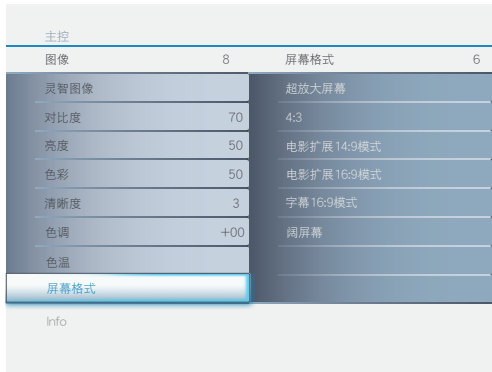 主控
图像 8
屏幕格式 6
灵智图像
对比度 70
亮度 50
色彩 50
清晰度 3
色调 +00
色温
屏幕格式
超放大屏幕
4:3
电影扩展14:9模式
电影扩展16:9模式
字幕16:9模式
阔屏幕
Info